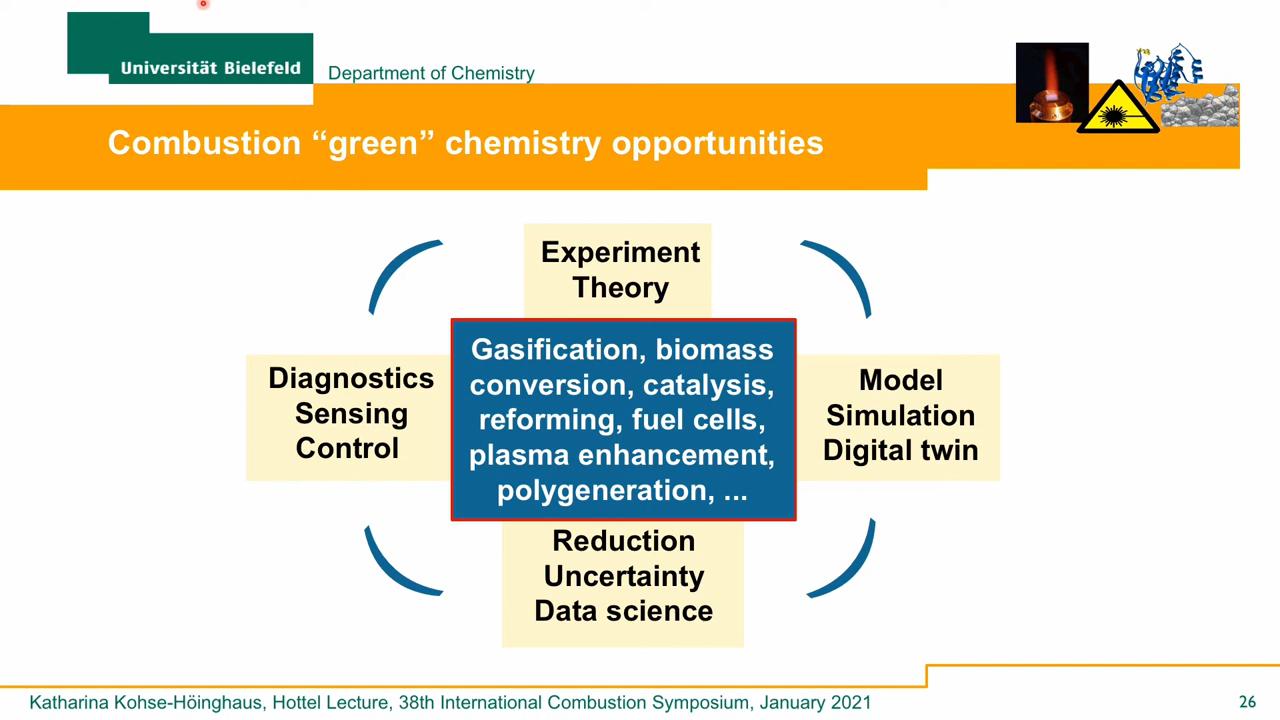 Universität Bielefeld
Department of Chemistry
Combustion “green” chemistry opportunities
Experiment
Theory
Diagnostics
Sensing
Control
Gasification, biomass
conversion, catalysis,
reforming, fuel cells,
plasma enhancement,
polygeneration, ...
Model
Simulation
Digital twin
Reduction
Uncertainty
Data science
Katharina Kohse-Höinghaus, Hottel Lecture, 38th International Combustion Symposium, January 2021
26